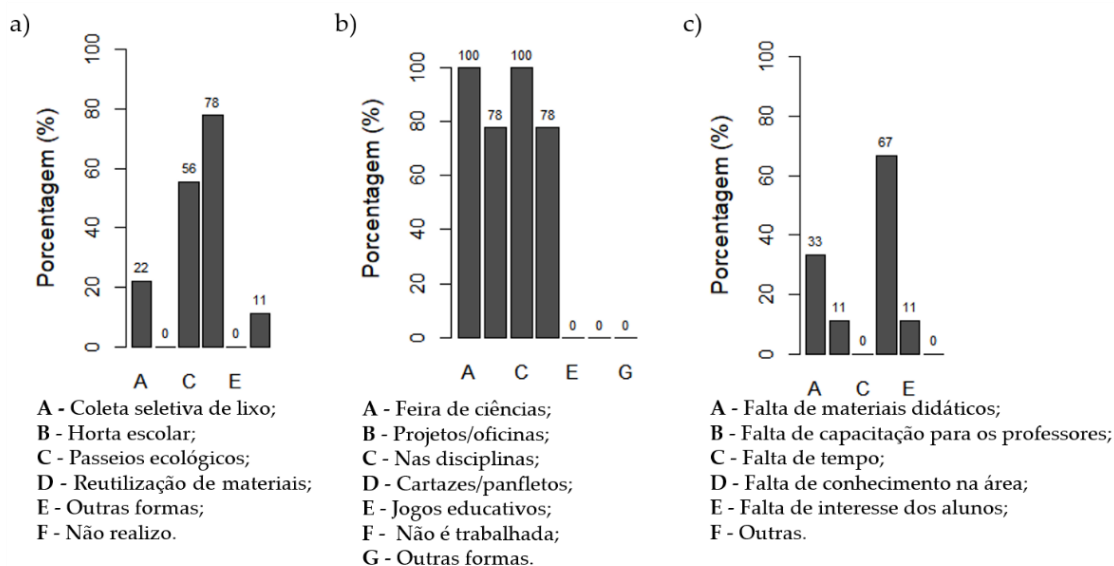 a)
Porcentagem (%)
100
80
60
40
20
0
22
0
56
78
0
11
A C E
A - Coleta seletiva de lixo;
B - Horta escolar;
C - Passeios ecológicos;
D - Reutilização de materiais;
E - Outras formas;
F - Não realizo.
b)
Porcentagem (%)
100
80
60
40
20
0
100
78
100
78
0
0
0
A C E G
A - Feira de ciências;
B - Projetos/oficinas;
C - Nas disciplinas;
D - Cartazes/panfletos;
E - Jogos educativos;
F - Não é trabalhada;
G - Outras formas.
c)
Porcentagem (%)
100
80
60
40
20
0
33
11
0
67
11
0
A C E
A - Falta de materiais didáticos;
B - Falta de capacitação para os professores;
C - Falta de tempo;
D - Falta de conhecimento na área;
E - Falta de interesse dos alunos;
F - Outras.